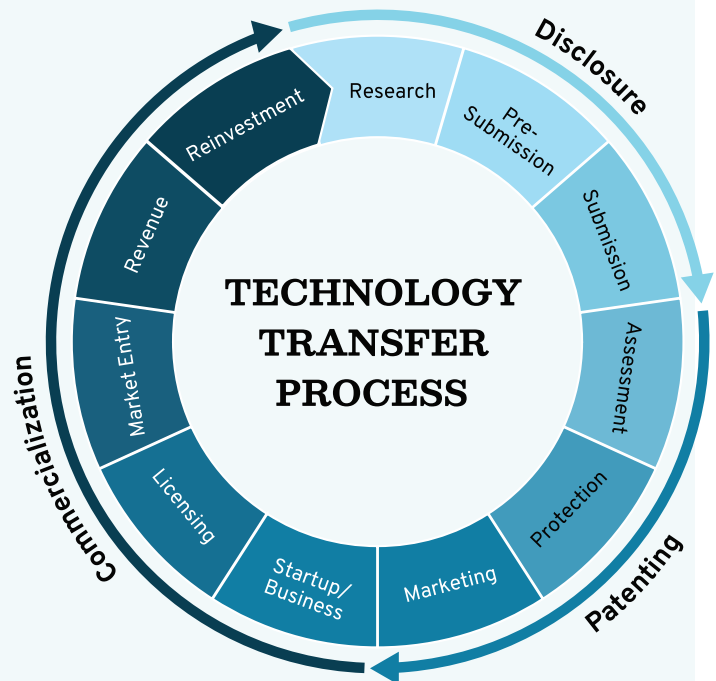 TECHNOLOGY
TRANSFER
PROCESS
Disclosure
Research
Pre-
Submission
Submission
Patenting
Assessment
Protection
Marketing
Commercialization
Startup/
Business
Licensing
Market Entry
Revenue
Reinvestment